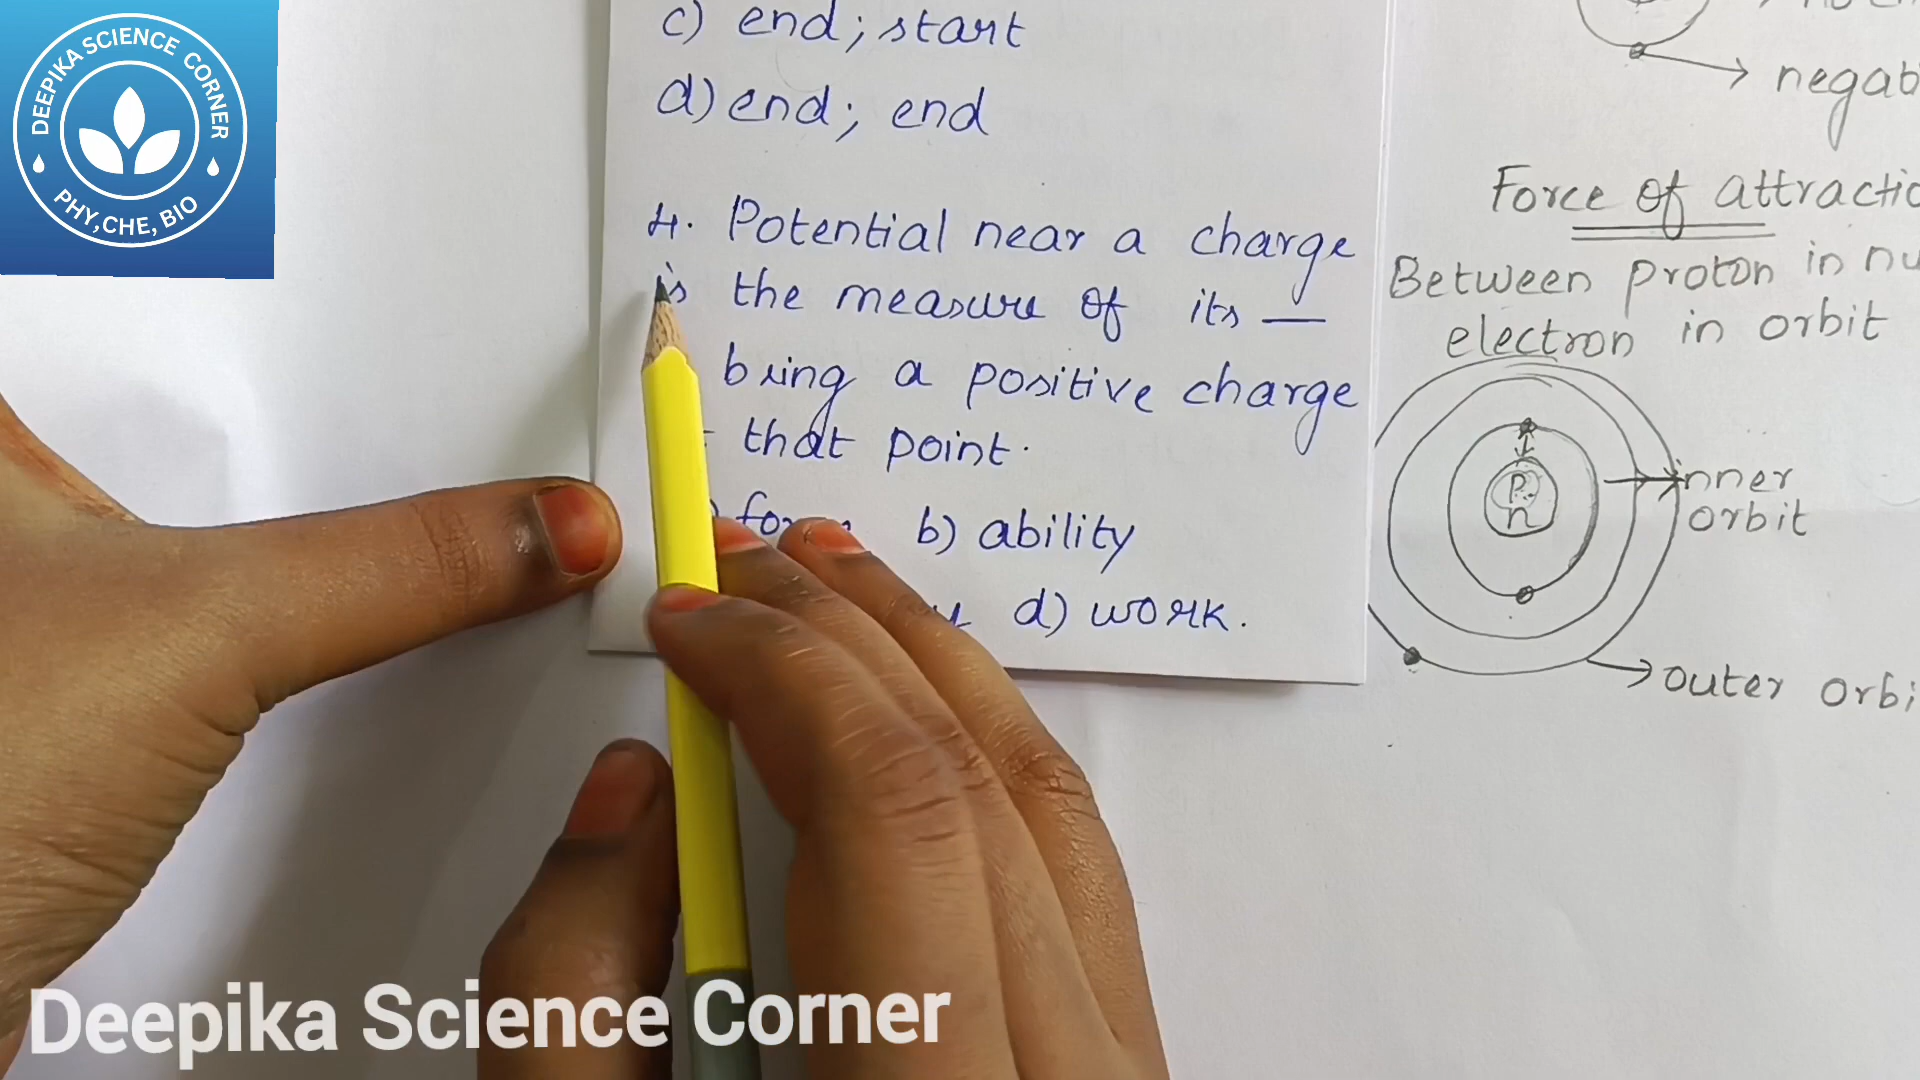 DEEPIKA SCIENCE CORNER
PHY,CHE, BIO
c) end; start
d) end; end
4. Potential near a charge
is the measure of its —
bring a positive charge
that point.
b) ability
d) work.
negati
Force of attractio
Between proton in nu
electron in orbit
P
n
inner
orbit
outer orbi
Deepika Science Corner